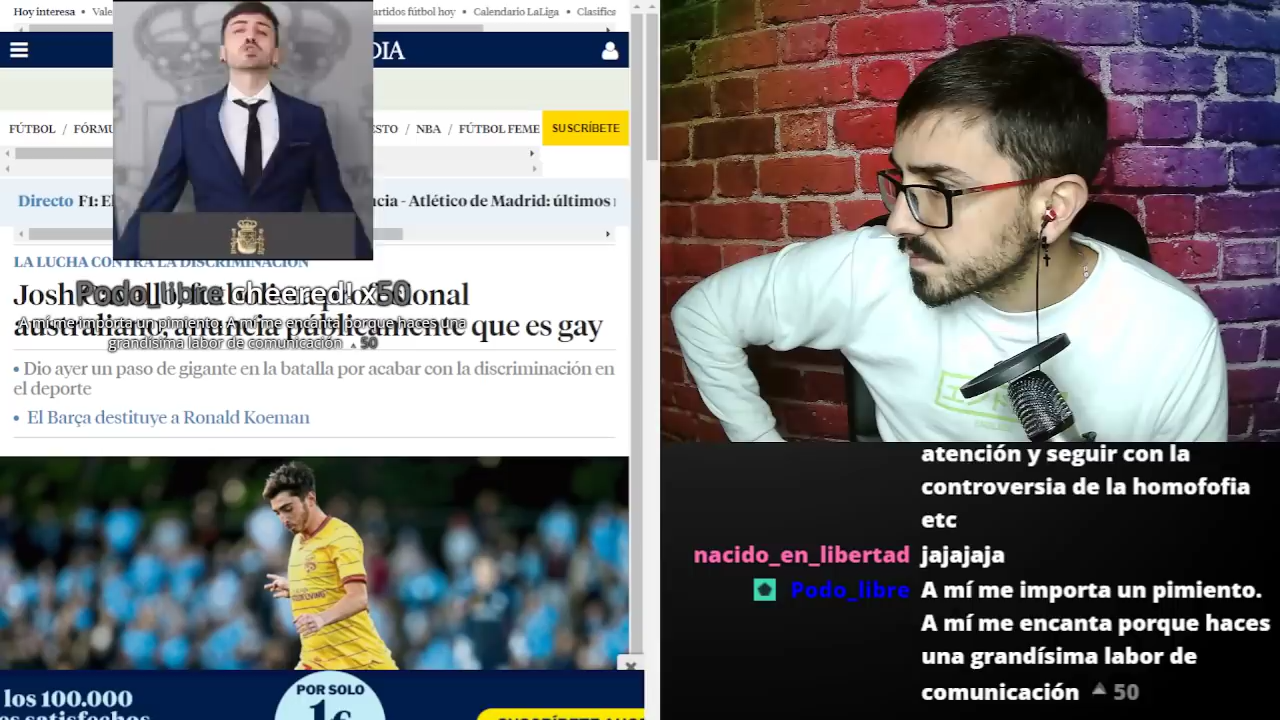 Hoy interesa • Vale
artidos fútbol hoy • Calendario LaLiga • Clasific
DIA
FÚTBOL / FÓRMU
ESTO / NBA / FÚTBOL FEME
SUSCRÍBETE
Directo F1: El
ncia - Atlético de Madrid: últimos
LA LUCHA CONTRA LA DISCRIMINACIÓN
Josh
onal
Podo_libre cheered! x50
australiano, anuncia públicamente que es gay
A mí me importa un pimiento. A mí me encanta porque haces una
grandísima labor de comunicación 50
• Dio ayer un paso de gigante en la batalla por acabar con la discriminación en
el deporte
• El Barça destituye a Ronald Koeman
los 100.000
satisfechos
POR SOLO
1€
atención y seguir con la
controversia de la homofofia
etc
nacido_en_libertad jajajaja
Podo_libre A mí me importa un pimiento.
A mí me encanta porque haces
una grandísima labor de
comunicación 50